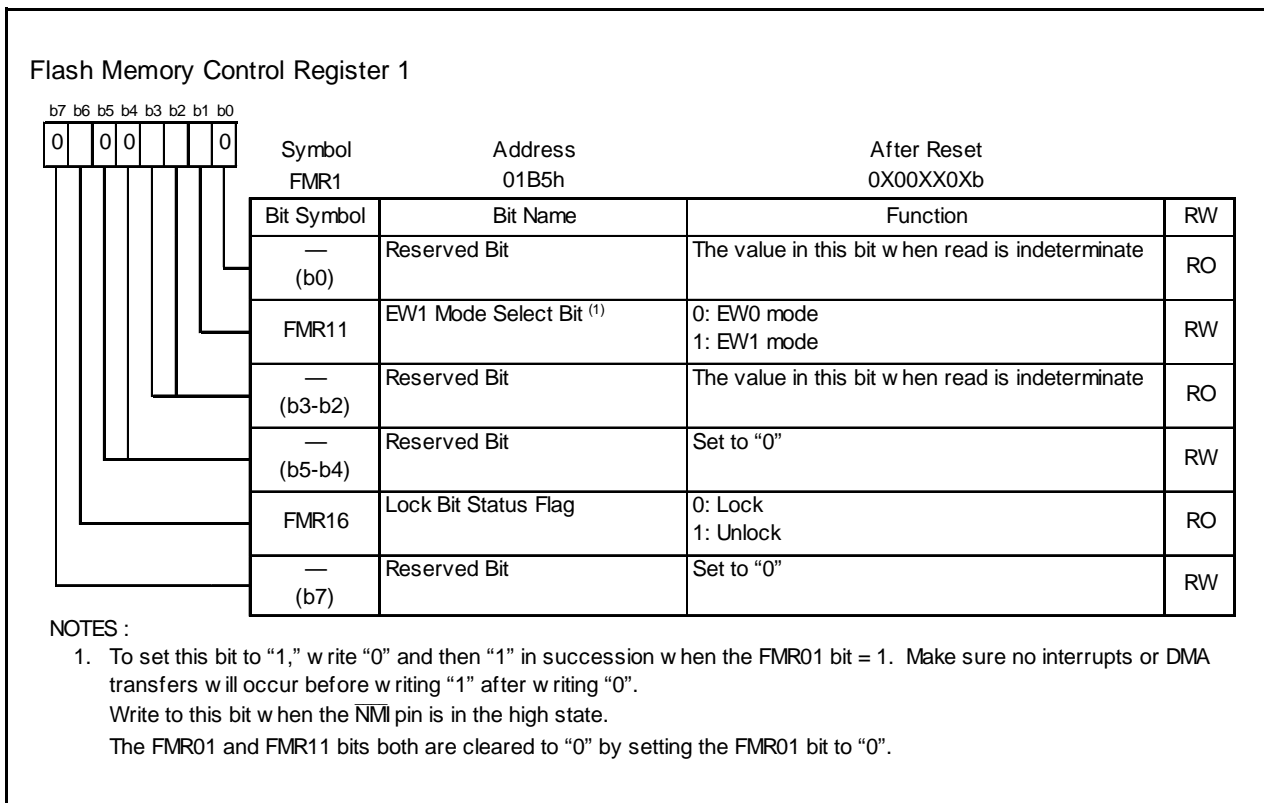 Flash Memory Control Register 1
b7 b6 b5 b4 b3 b2 b1 b0
0 0 0 0
Symbol Address After Reset
FMR1 01B5h 0X00XX0Xb
Bit Symbol Bit Name Function RW
— Reserved Bit The value in this bit w hen read is indeterminate
(b0) RO
FMR11 EW1 Mode Select Bit (1) 0: EW0 mode RW
1: EW1 mode
— Reserved Bit The value in this bit w hen read is indeterminate
(b3-b2) RO
— Reserved Bit Set to “0”
(b5-b4) RW
FMR16 Lock Bit Status Flag 0: Lock RO
1: Unlock
— Reserved Bit Set to “0”
(b7) RW
NOTES :
1. To set this bit to “1,” w rite “0” and then “1” in succession w hen the FMR01 bit = 1. Make sure no interrupts or DMA
transfers w ill occur before w riting “1” after w riting “0”.
Write to this bit w hen the NMI pin is in the high state.
The FMR01 and FMR11 bits both are cleared to “0” by setting the FMR01 bit to “0”.